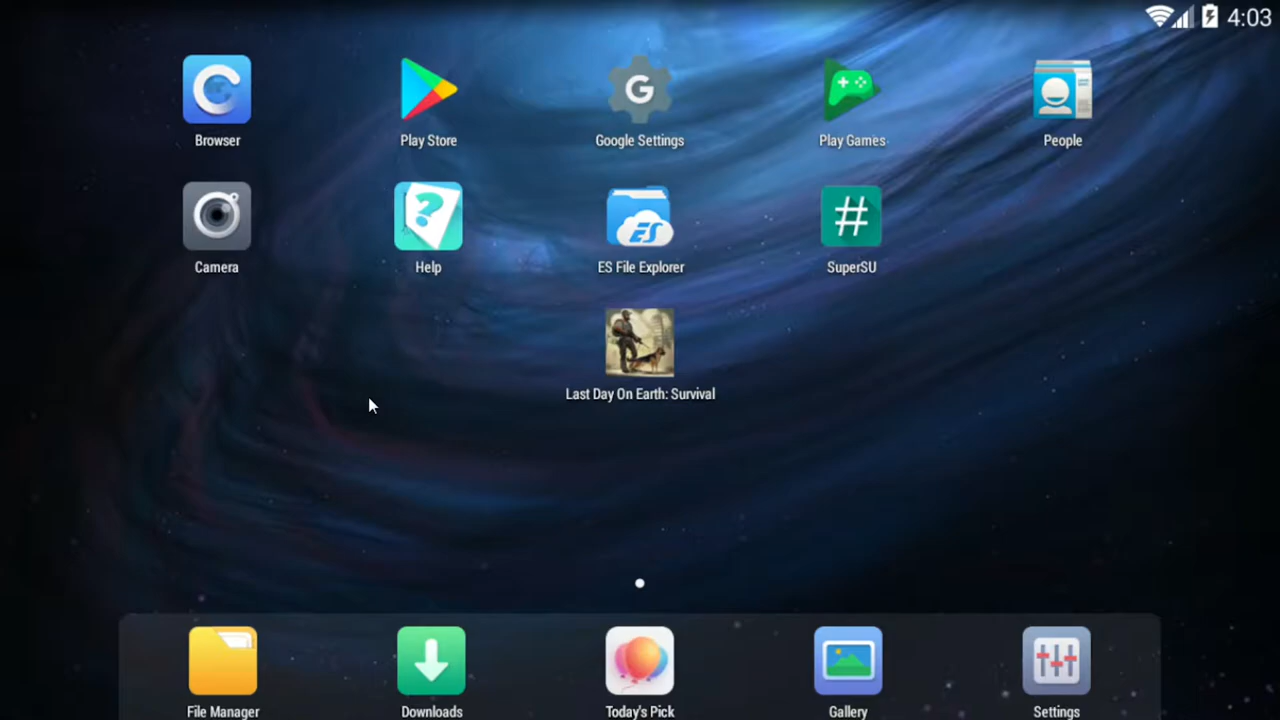 4:03
Browser
Play Store
Google Settings
Play Games
People
Camera
Help
ES File Explorer
SuperSU
Last Day On Earth: Survival
File Manager
Downloads
Today's Pick
Gallery
Settings